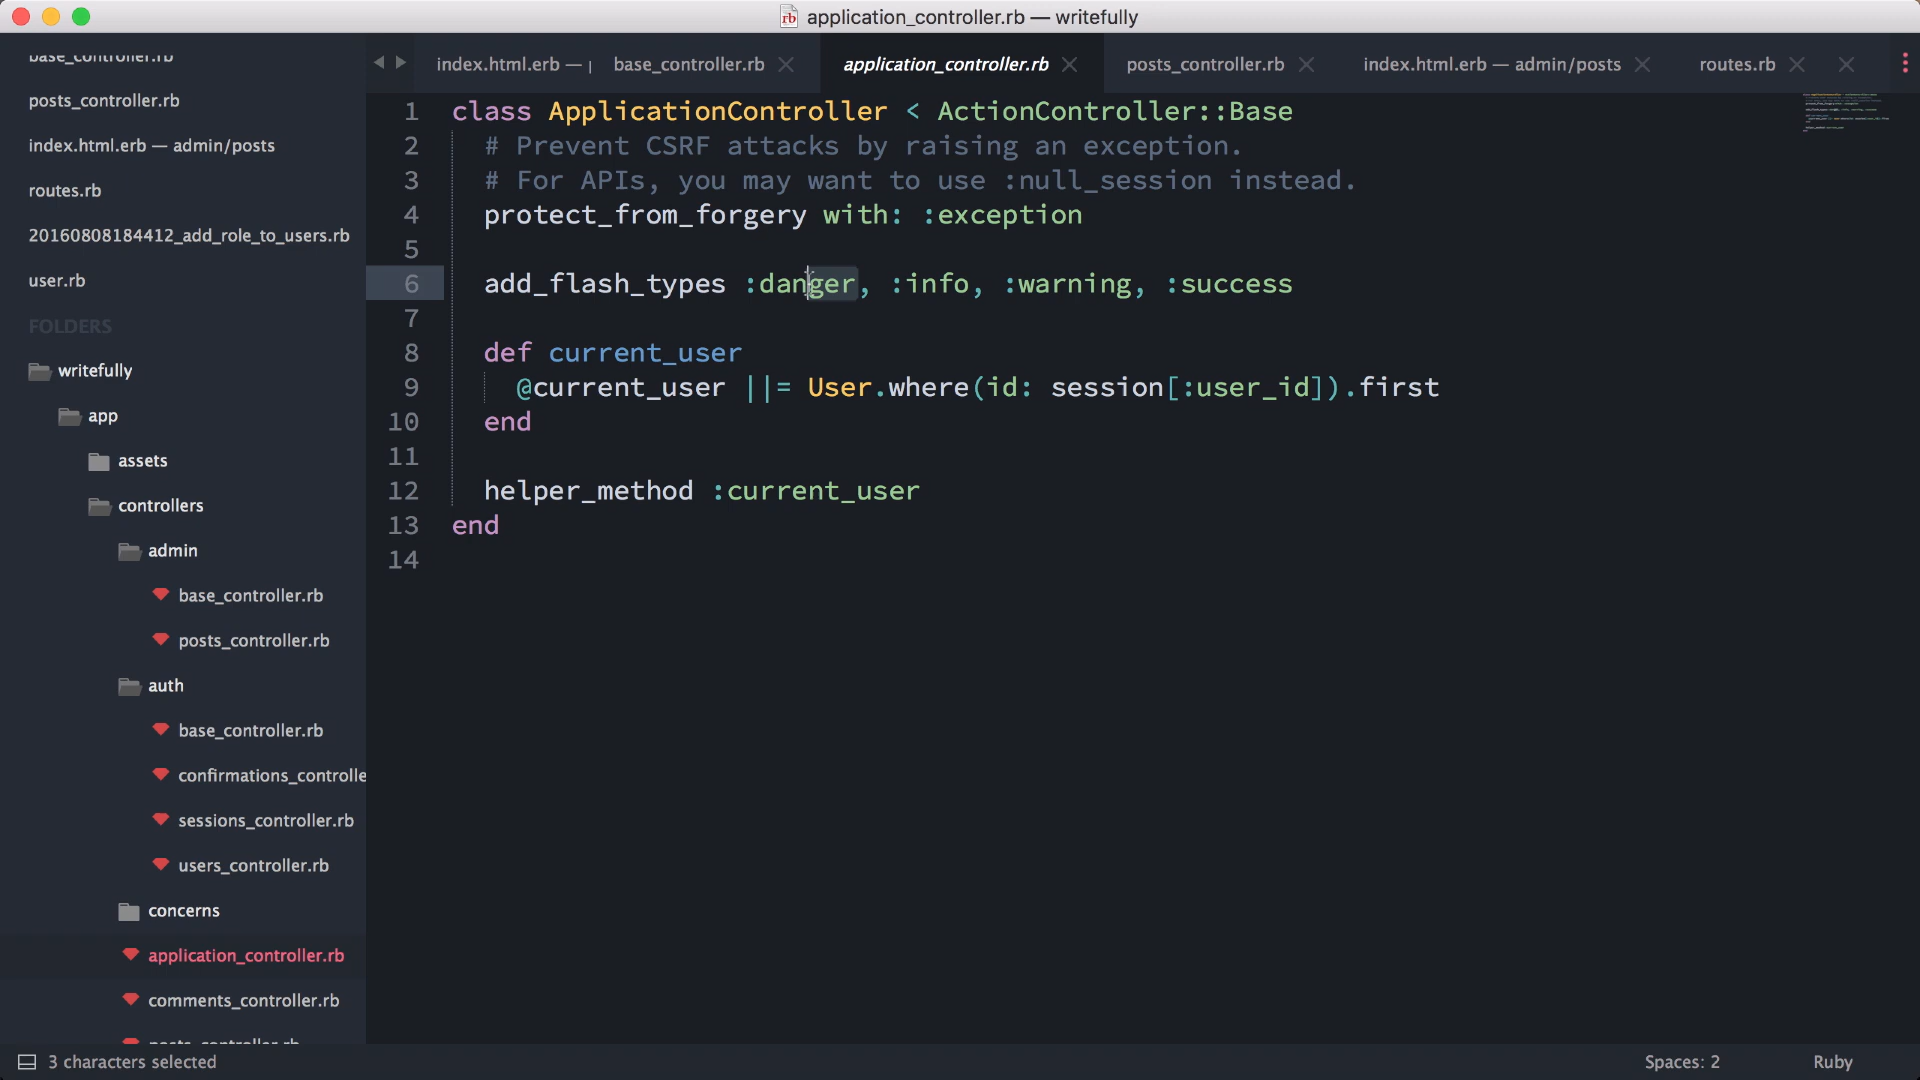 application_controller.rb — writefully
base_controller.rb
posts_controller.rb
index.html.erb — admin/posts
routes.rb
20160808184412_add_role_to_users.rb
user.rb
FOLDERS
writefully
app
assets
controllers
admin
base_controller.rb
posts_controller.rb
auth
base_controller.rb
confirmations_controlle
sessions_controller.rb
users_controller.rb
concerns
application_controller.rb
comments_controller.rb
posts_controller.rb
index.html.erb — p
base_controller.rb
application_controller.rb
posts_controller.rb
index.html.erb — admin/posts
routes.rb
1 class ApplicationController < ActionController::Base
2 # Prevent CSRF attacks by raising an exception.
3 # For APIs, you may want to use :null_session instead.
4 protect_from_forgery with: :exception
5
6 add_flash_types :danger, :info, :warning, :success
7
8 def current_user
9 @current_user ||= User.where(id: session[:user_id]).first
10 end
11
12 helper_method :current_user
13 end
14
3 characters selected
Spaces: 2
Ruby